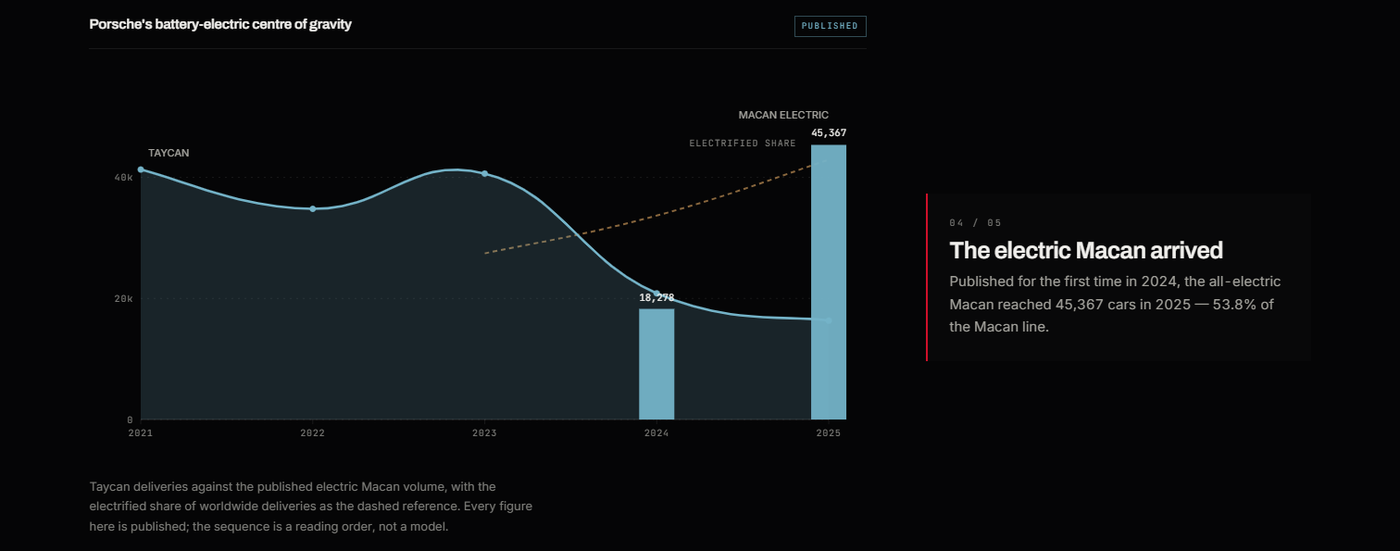 Porsche's battery-electric centre of gravity
PUBLISHED
MACAN ELECTRIC
45,367
ELECTRIFIED SHARE
TAYCAN
40k
20k
18,278
0
2021 2022 2023 2024 2025
Taycan deliveries against the published electric Macan volume, with the
electrified share of worldwide deliveries as the dashed reference. Every figure
here is published; the sequence is a reading order, not a model.
04 / 05
The electric Macan arrived
Published for the first time in 2024, the all-electric
Macan reached 45,367 cars in 2025 — 53.8% of
the Macan line.